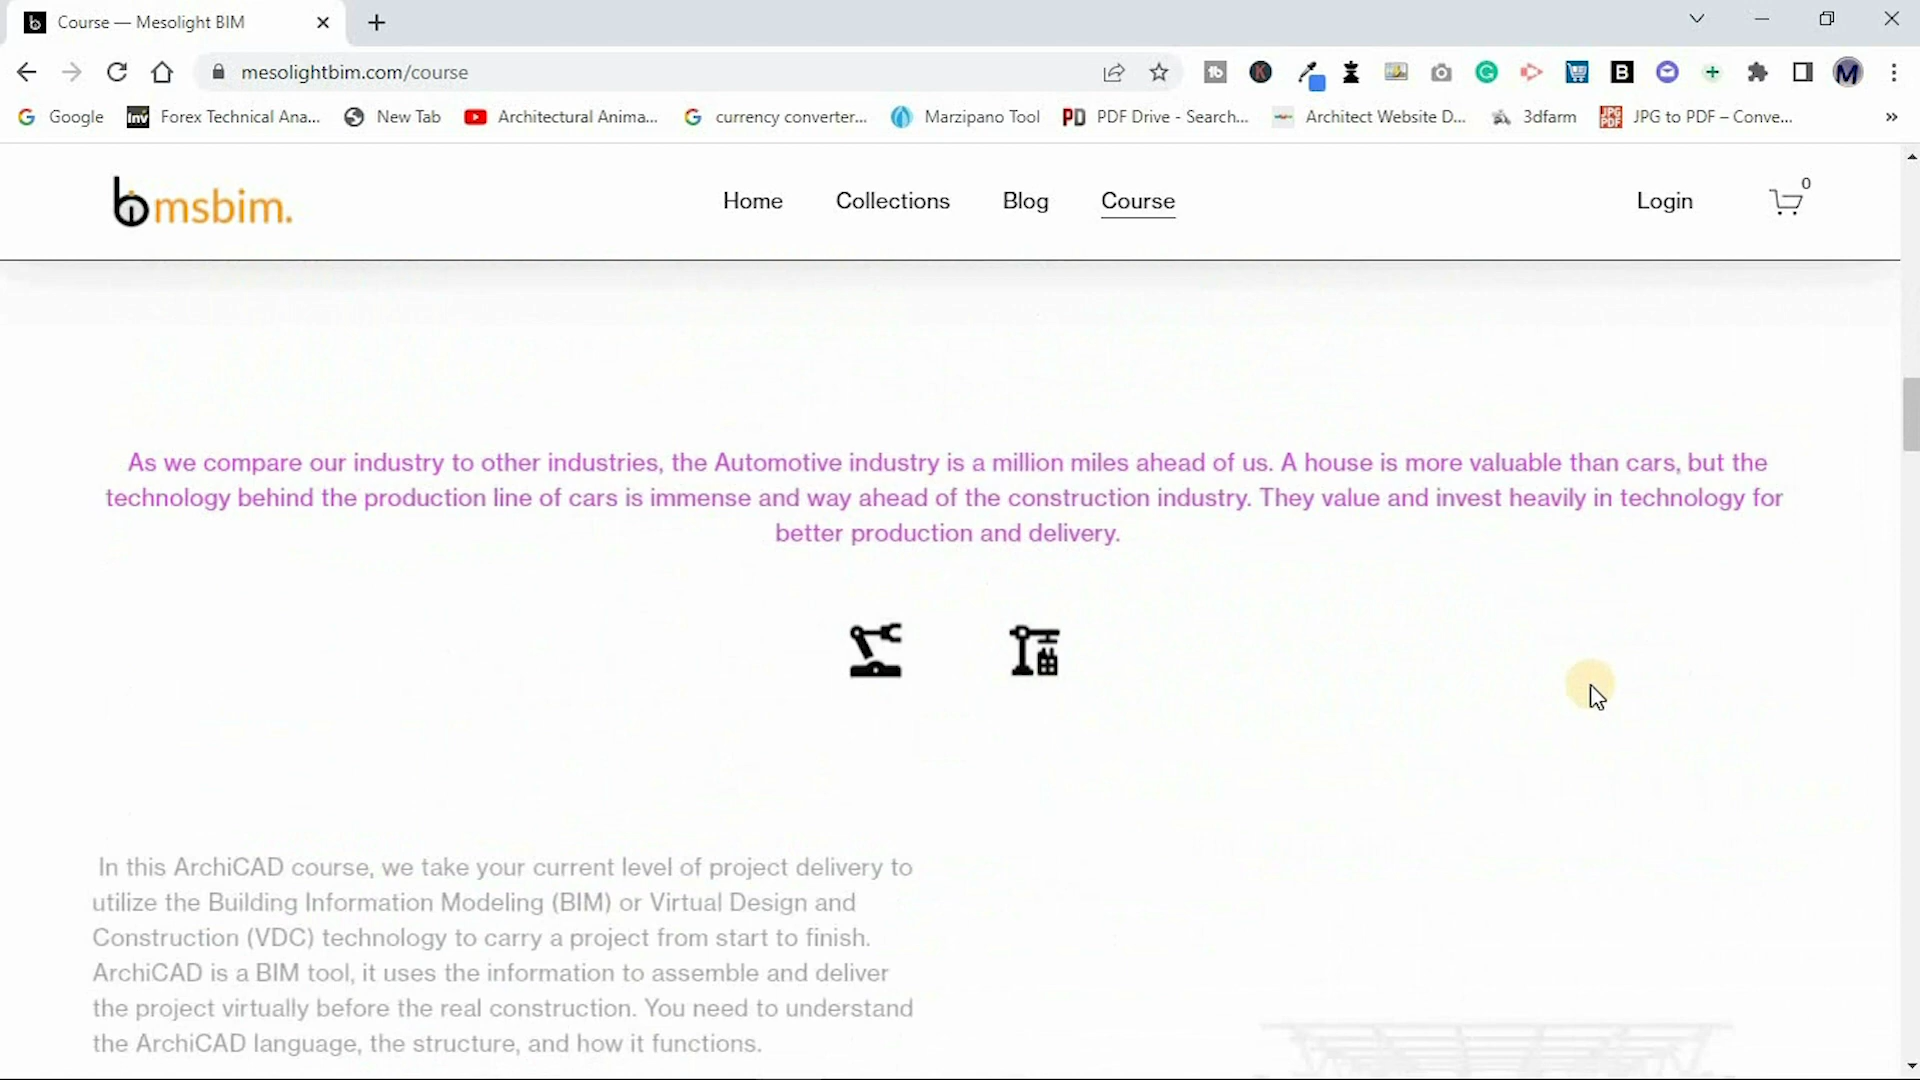 Course — Mesolight BIM
mesolightbim.com/course
Google
Forex Technical Ana...
New Tab
Architectural Anima...
currency converter...
Marzipano Tool
PDF Drive - Search...
Architect Website D...
3dfarm
JPG to PDF – Conve...
bmsbim.
Home
Collections
Blog
Course
Login
0
As we compare our industry to other industries, the Automotive industry is a million miles ahead of us. A house is more valuable than cars, but the
technology behind the production line of cars is immense and way ahead of the construction industry. They value and invest heavily in technology for
better production and delivery.
In this ArchiCAD course, we take your current level of project delivery to
utilize the Building Information Modeling (BIM) or Virtual Design and
Construction (VDC) technology to carry a project from start to finish.
ArchiCAD is a BIM tool, it uses the information to assemble and deliver
the project virtually before the real construction. You need to understand
the ArchiCAD language, the structure, and how it functions.